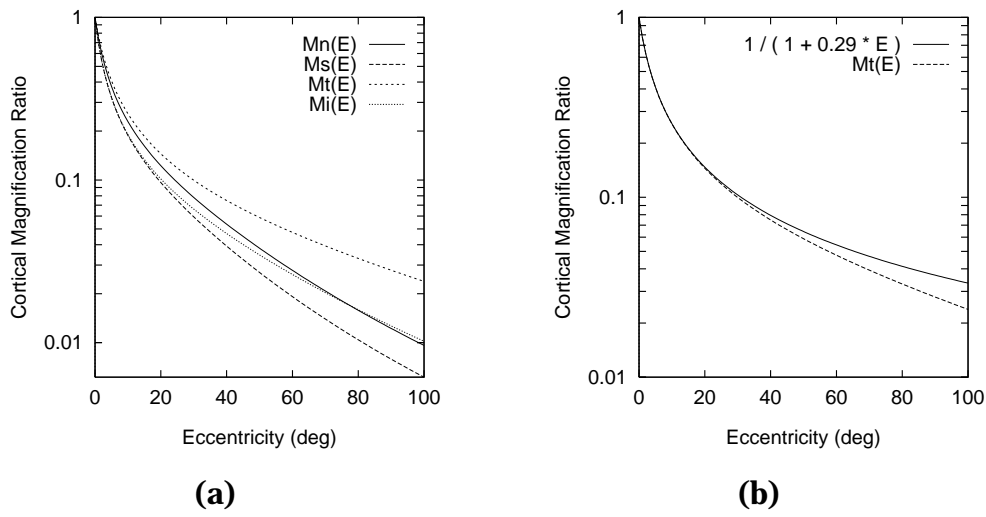 1
0.1
0.01
Cortical Magnification Ratio
Mn(E)
Ms(E)
Mt(E)
Mi(E)
0 20 40 60 80 100
Eccentricity (deg)
(a)
1
0.1
0.01
Cortical Magnification Ratio
1 / ( 1 + 0.29 * E )
Mt(E)
0 20 40 60 80 100
Eccentricity (deg)
(b)